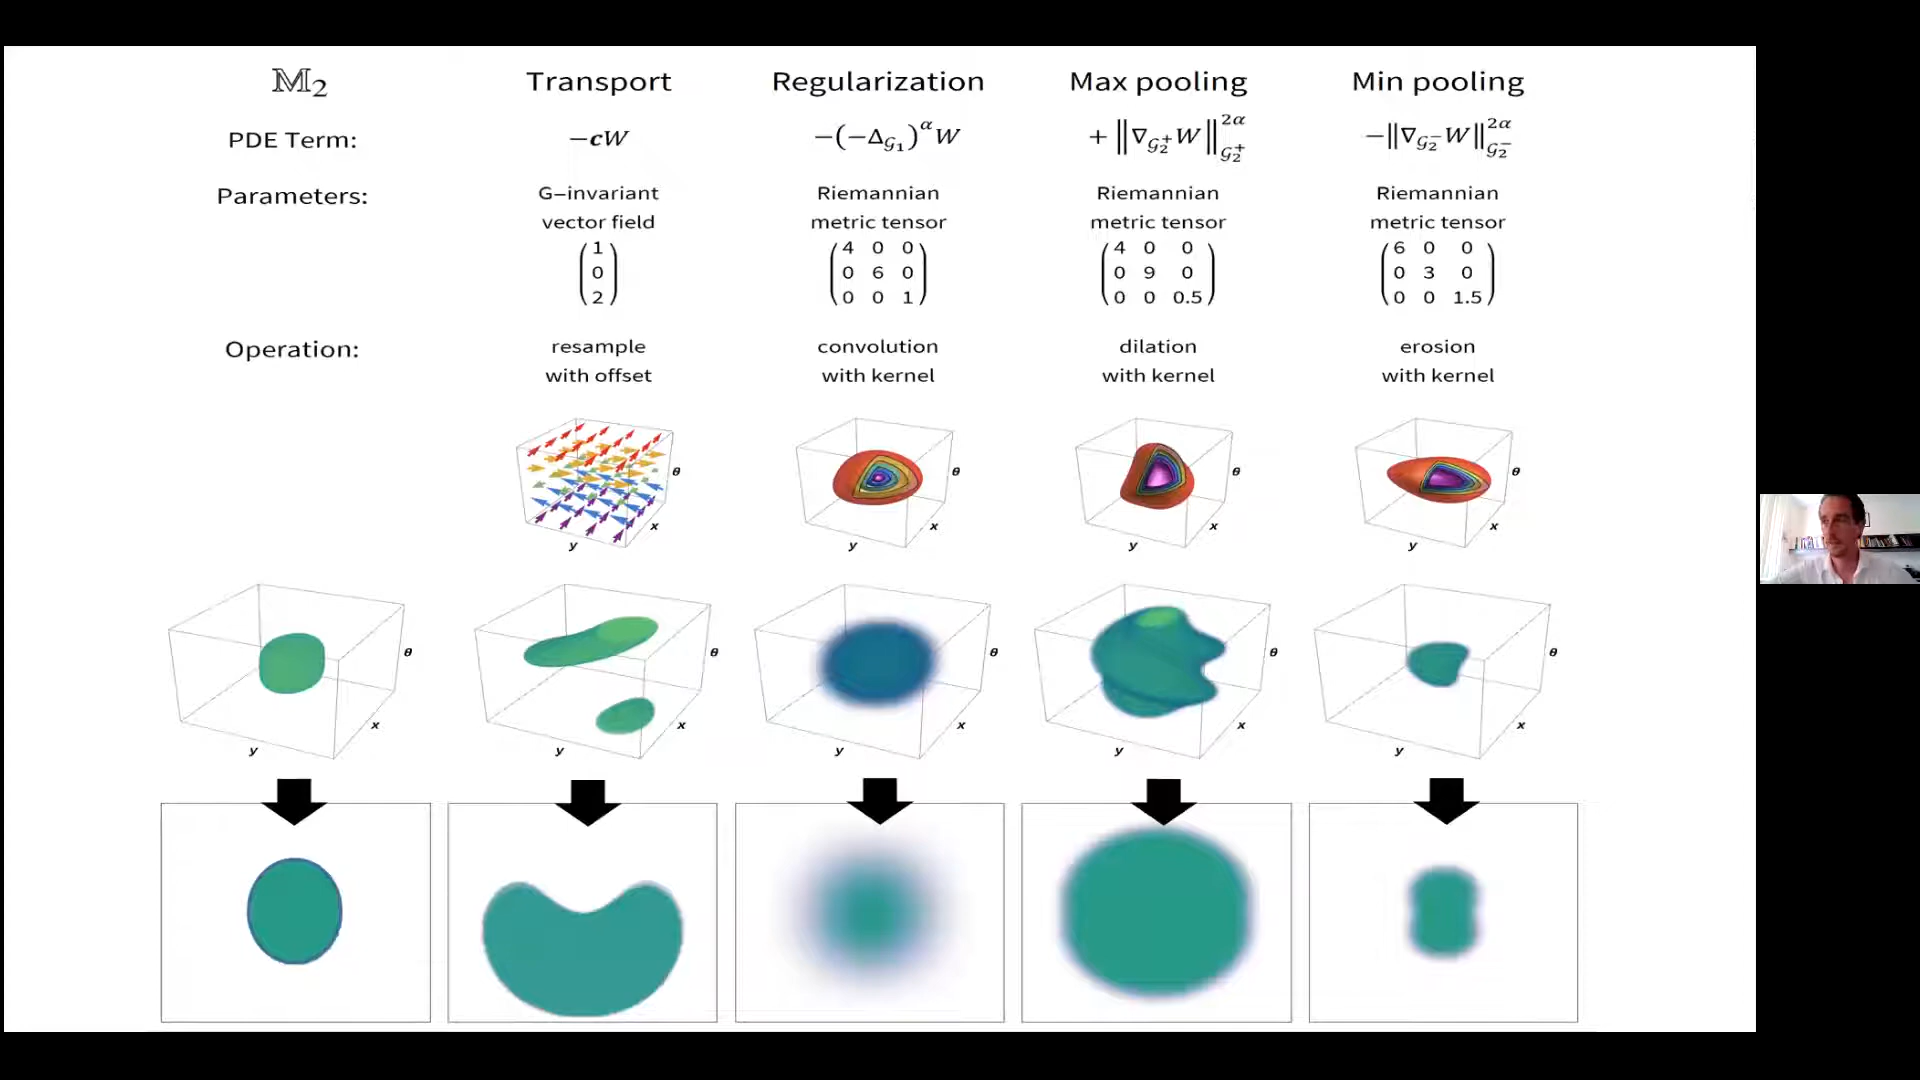 𝕄₂ Transport Regularization Max pooling Min pooling
PDE Term: −𝒄W −(−Δ_{𝒢₁})^α W +‖∇_{𝒢₂⁺}W‖^{2α}_{𝒢₂⁺} −‖∇_{𝒢₂⁻}W‖^{2α}_{𝒢₂⁻}
Parameters: G−invariant Riemannian Riemannian Riemannian
vector field metric tensor metric tensor metric tensor
1 4 0 0 4 0 0 6 0 0
0 0 6 0 0 9 0 0 3 0
2 0 0 1 0 0 0.5 0 0 1.5
Operation: resample convolution dilation erosion
with offset with kernel with kernel with kernel
θ θ θ θ
x x x x
y y y y
θ θ θ θ θ
x x x x x
y y y y y